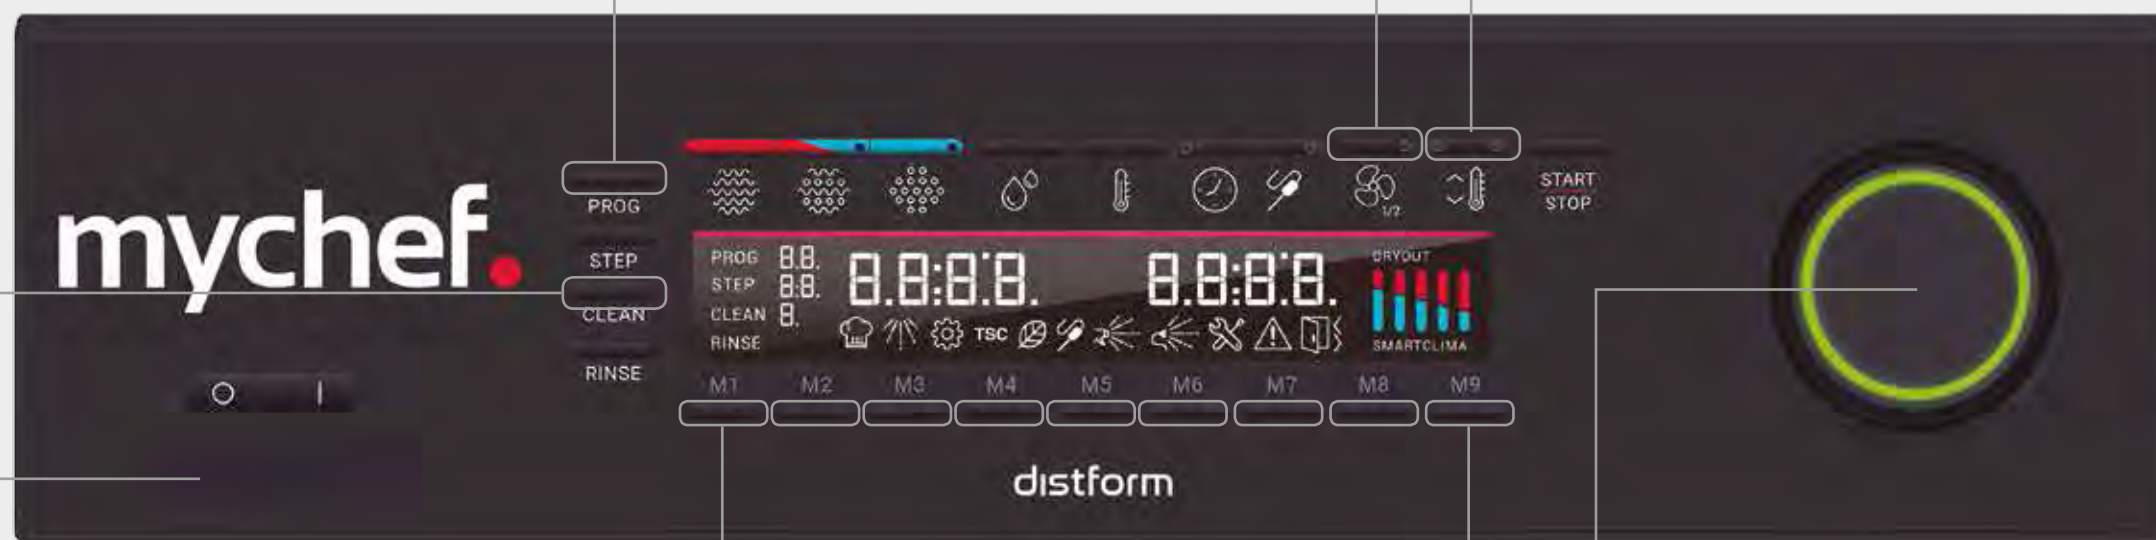 mychef.
PROG
STEP
CLEAN
RINSE
1/2
START
STOP
PROG 8.8.
STEP 8:8.
CLEAN 8.
RINSE
8.8:8.8.
8.8:8.8.
TSC
DRYOUT
SMARTCLIMA
M1 M2 M3 M4 M5 M6 M7 M8 M9
distform